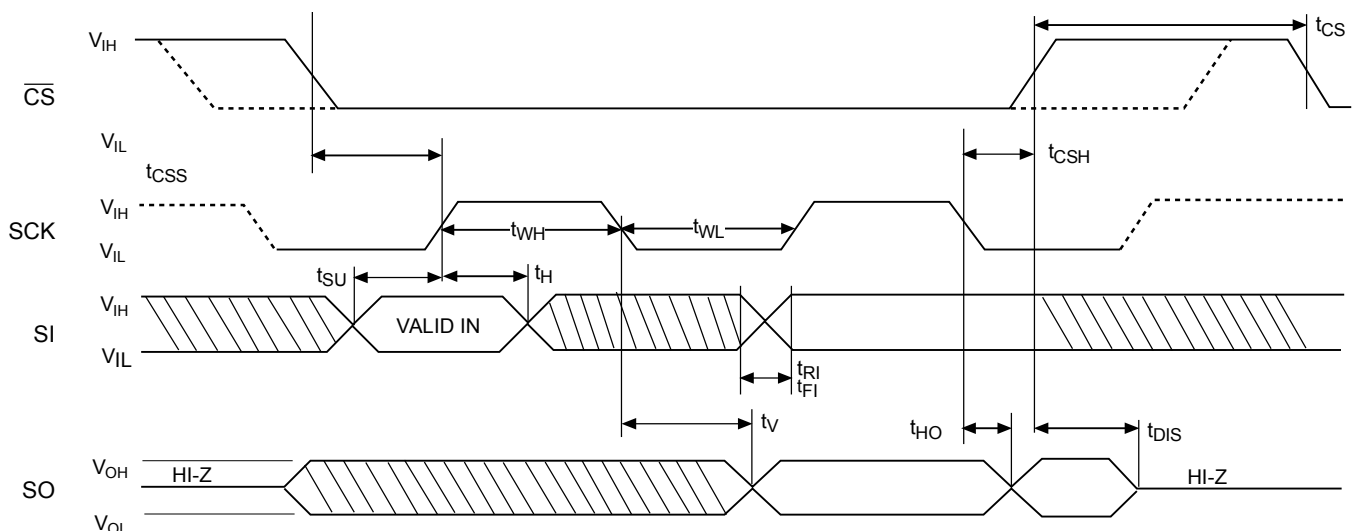 V_IH
t_CS
CS
V_IL
t_CSS
t_CSH
V_IH
SCK
t_WH
t_WL
V_IL
t_SU
t_H
V_IH
SI
VALID IN
V_IL
t_RI
t_FI
t_V
t_HO
t_DIS
V_OH
HI-Z
HI-Z
SO
V_OL